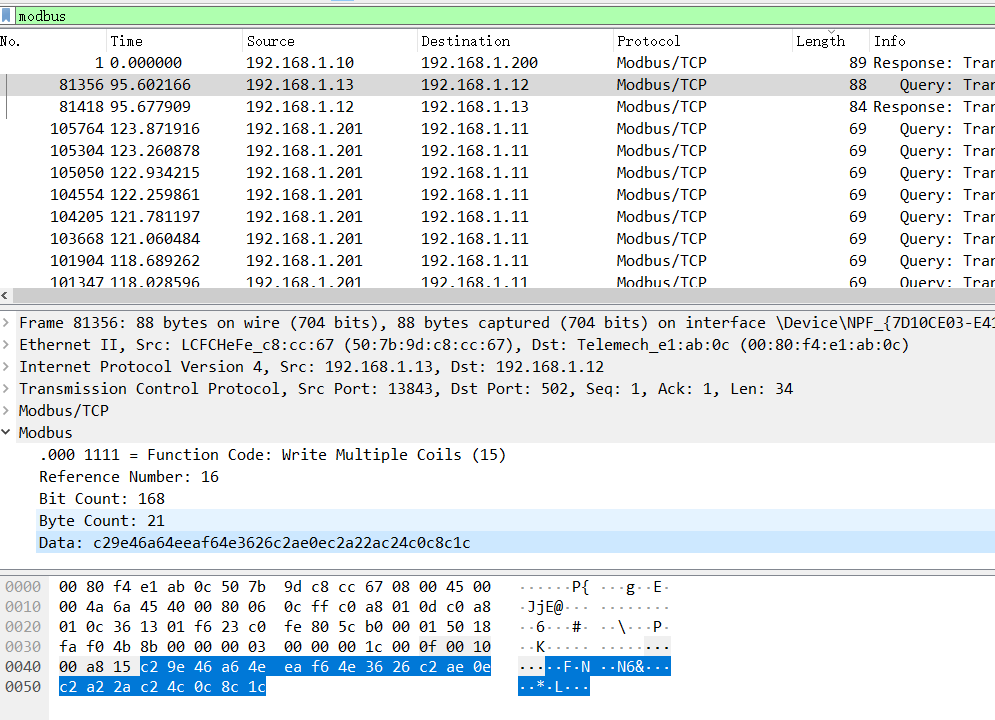 modbus
No. Time Source Destination Protocol Length Info
1 0.000000 192.168.1.10 192.168.1.200 Modbus/TCP 89 Response: Tran
81356 95.602166 192.168.1.13 192.168.1.12 Modbus/TCP 88 Query: Tran
81418 95.677909 192.168.1.12 192.168.1.13 Modbus/TCP 84 Response: Tran
105764 123.871916 192.168.1.201 192.168.1.11 Modbus/TCP 69 Query: Tran
105304 123.260878 192.168.1.201 192.168.1.11 Modbus/TCP 69 Query: Tran
105050 122.934215 192.168.1.201 192.168.1.11 Modbus/TCP 69 Query: Tran
104554 122.259861 192.168.1.201 192.168.1.11 Modbus/TCP 69 Query: Tran
104205 121.781197 192.168.1.201 192.168.1.11 Modbus/TCP 69 Query: Tran
103668 121.060484 192.168.1.201 192.168.1.11 Modbus/TCP 69 Query: Tran
101904 118.689262 192.168.1.201 192.168.1.11 Modbus/TCP 69 Query: Tran
101347 118.028596 192.168.1.201 192.168.1.11 Modbus/TCP 69 Query: Tran
Frame 81356: 88 bytes on wire (704 bits), 88 bytes captured (704 bits) on interface \Device\NPF_{7D10CE03-E41
Ethernet II, Src: LCFCHeFe_c8:cc:67 (50:7b:9d:c8:cc:67), Dst: Telemech_e1:ab:0c (00:80:f4:e1:ab:0c)
Internet Protocol Version 4, Src: 192.168.1.13, Dst: 192.168.1.12
Transmission Control Protocol, Src Port: 13843, Dst Port: 502, Seq: 1, Ack: 1, Len: 34
Modbus/TCP
Modbus
.000 1111 = Function Code: Write Multiple Coils (15)
Reference Number: 16
Bit Count: 168
Byte Count: 21
Data: c29e46a64eeaf64e3626c2ae0ec2a22ac24c0c8c1c
0000 00 80 f4 e1 ab 0c 50 7b 9d c8 cc 67 08 00 45 00 ······P{ ···g··E·
0010 00 4a 6a 45 40 00 80 06 0c ff c0 a8 01 0d c0 a8 ·JjE@··· ········
0020 01 0c 36 13 01 f6 23 c0 fe 80 5c b0 00 01 50 18 ··6···#· ··\···P·
0030 fa f0 4b 8b 00 00 00 03 00 00 00 1c 00 0f 00 10 ··K····· ········
0040 00 a8 15 c2 9e 46 a6 4e ea f6 4e 36 26 c2 ae 0e ·····F·N ··N6&···
0050 c2 a2 2a c2 4c 0c 8c 1c ··*·L···